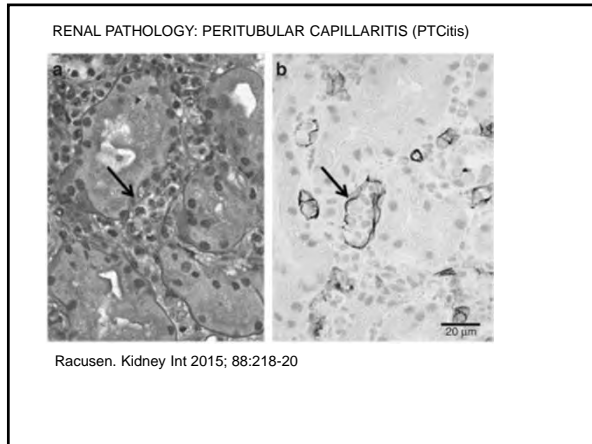 RENAL PATHOLOGY: PERITUBULAR CAPILLARITIS (PTCitis)
a
b
20 µm
Racusen. Kidney Int 2015; 88:218-20